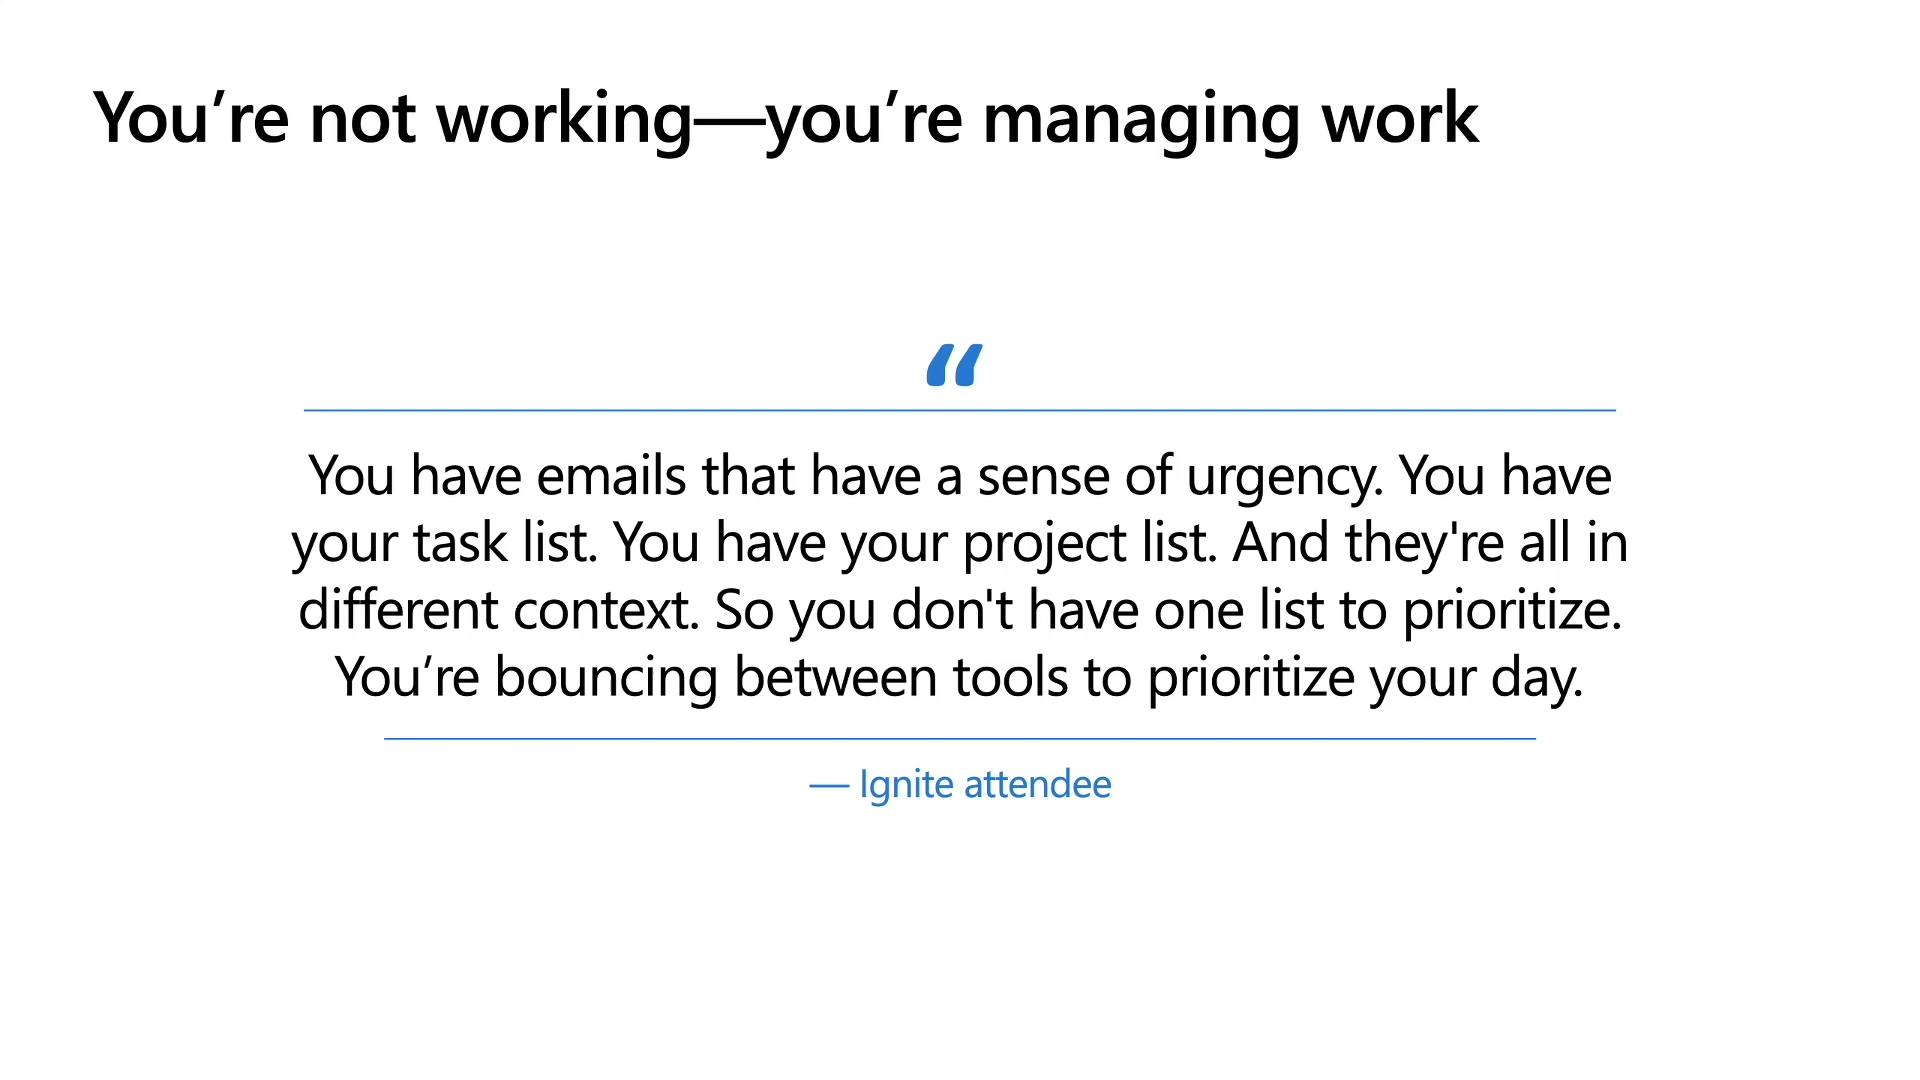 You’re not working—you’re managing work
“
You have emails that have a sense of urgency. You have
your task list. You have your project list. And they're all in
different context. So you don't have one list to prioritize.
You’re bouncing between tools to prioritize your day.
— Ignite attendee